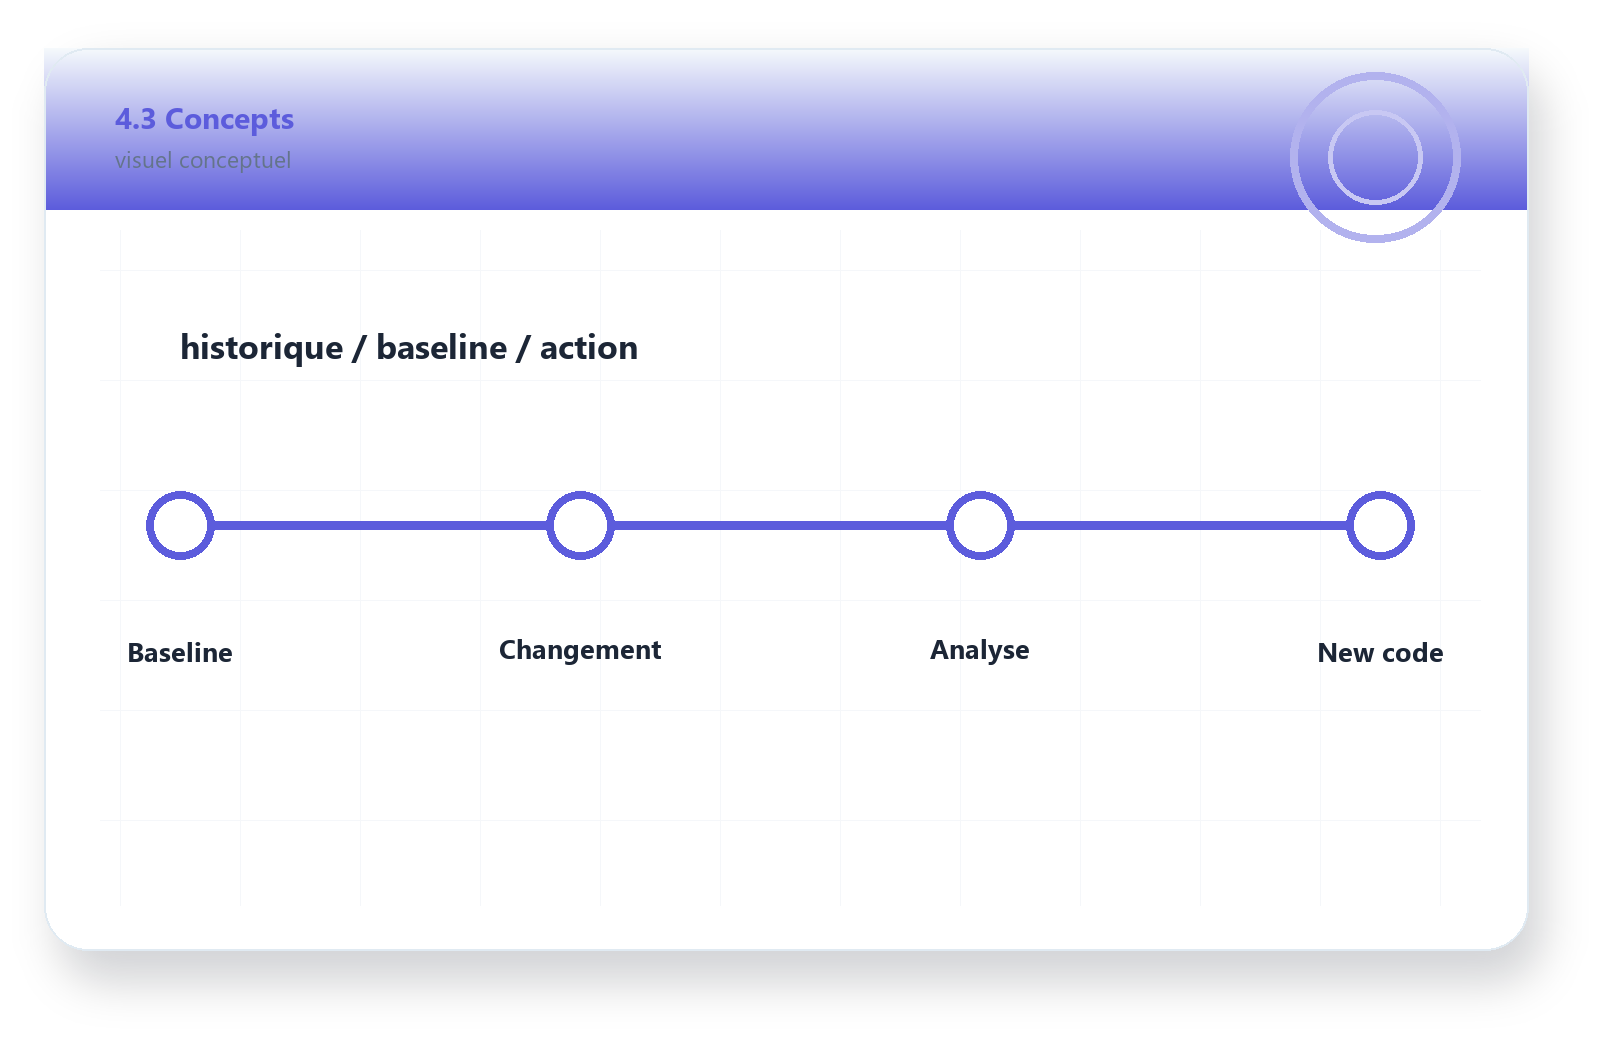 4.3 Concepts
visuel conceptuel
historique / baseline / action
Baseline
Changement
Analyse
New code